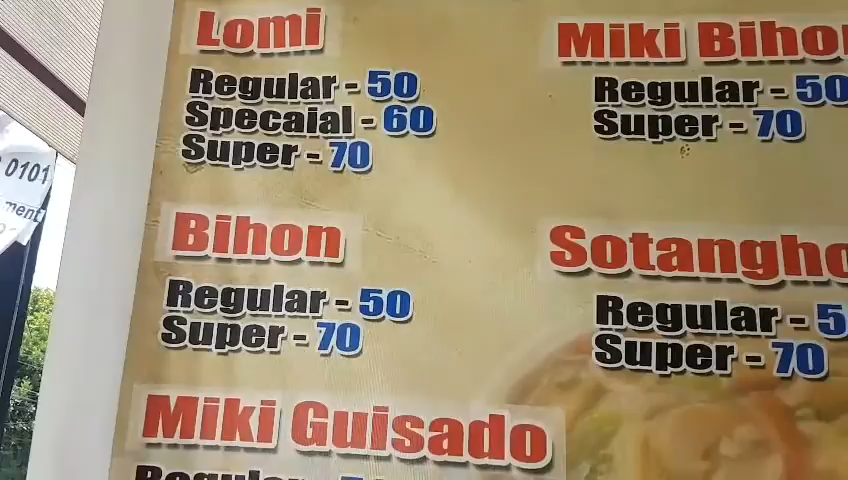 Lomi
Regular - 50
Specaial - 60
Super - 70
Miki Bihon
Regular - 50
Super - 70
Bihon
Regular - 50
Super - 70
Sotangho
Regular - 5
Super - 70
Miki Guisado
Regular
0101
ment